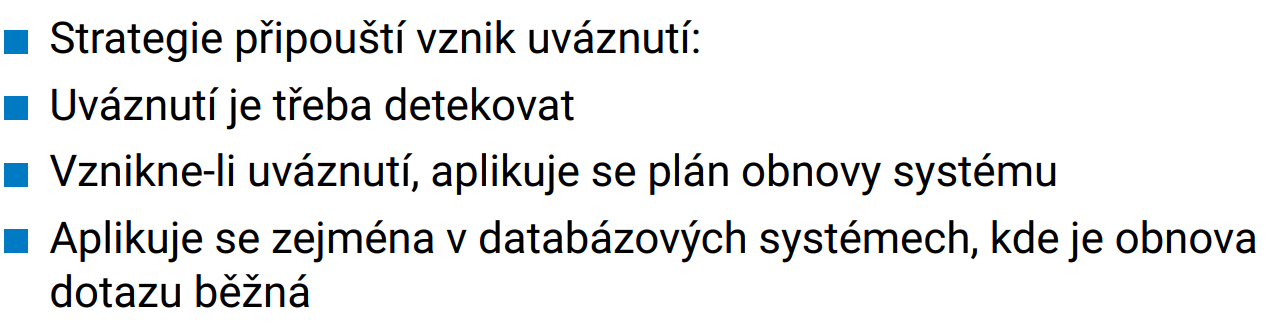 Strategie připouští vznik uváznutí:
Uváznutí je třeba detekovat
Vznikne-li uváznutí, aplikuje se plán obnovy systému
Aplikuje se zejména v databázových systémech, kde je obnova
dotazu běžná